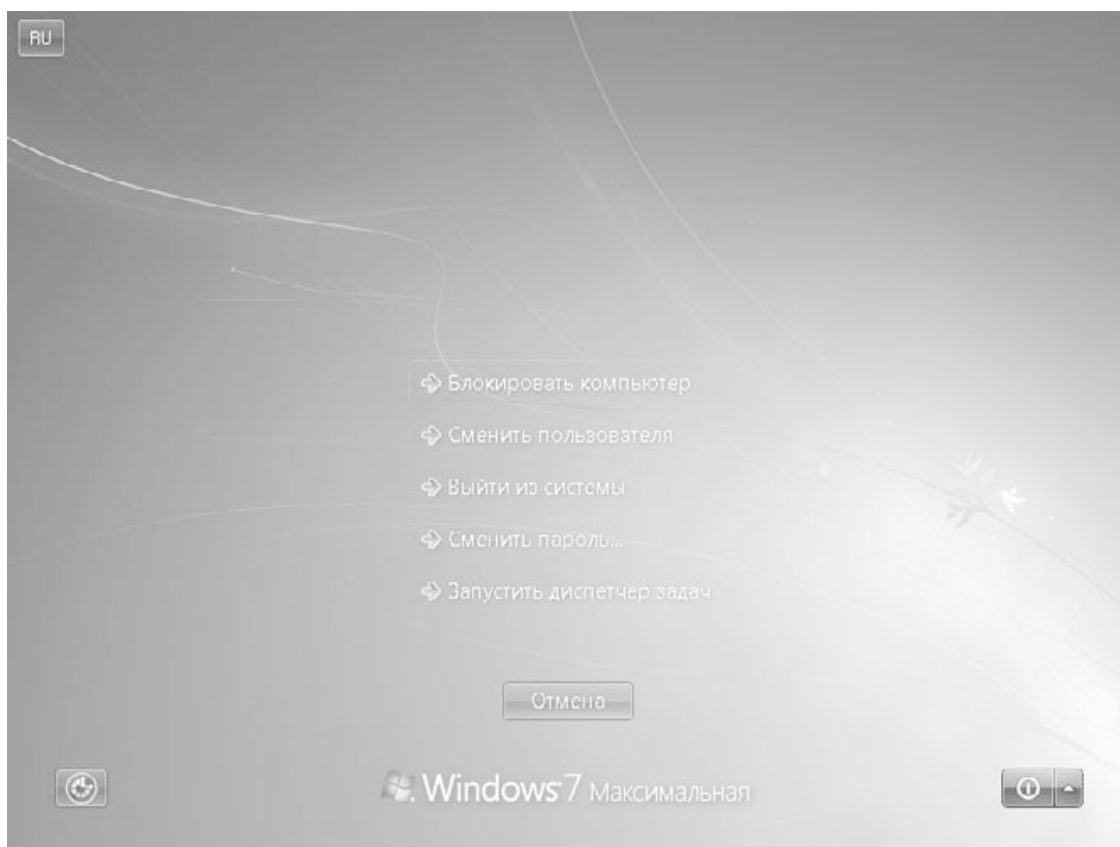 RU
Блокировать компьютер
Сменить пользователя
Выйти из системы
Сменить пароль...
Запустить диспетчер задач
Отмена
Windows 7 Максимальная